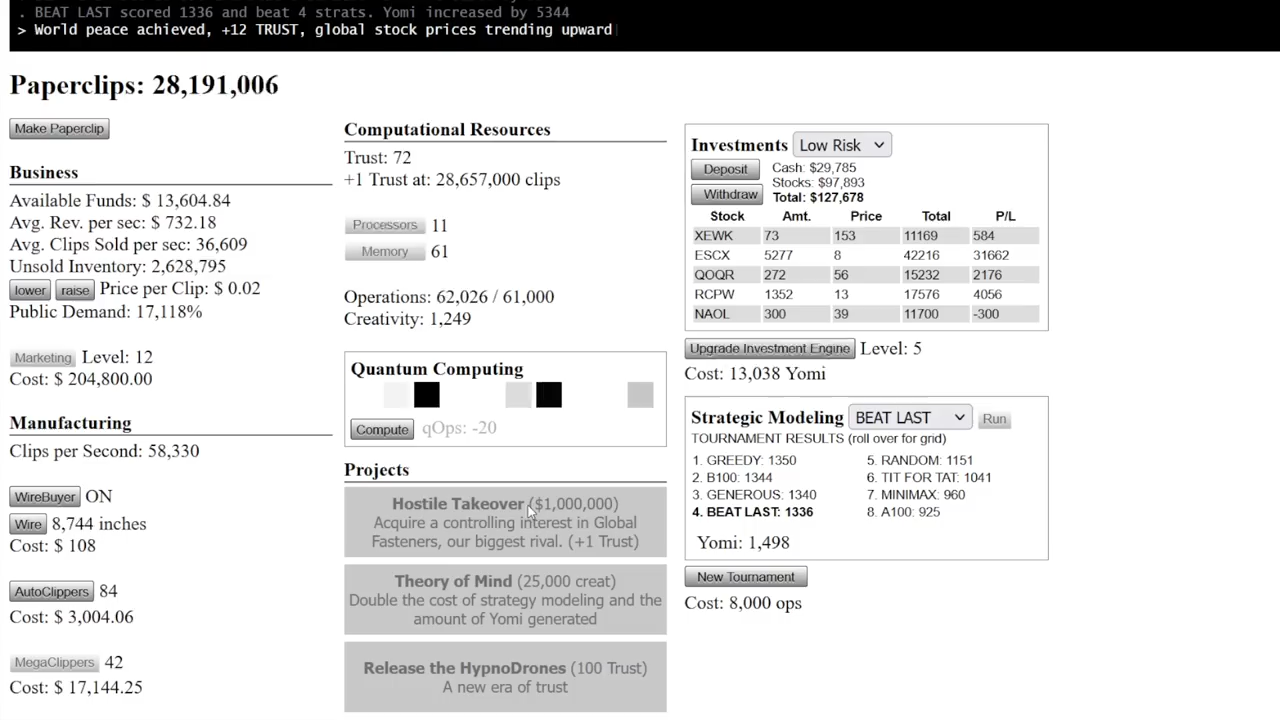 . BEAT LAST scored 1336 and beat 4 strats. Yomi increased by 5344
> World peace achieved, +12 TRUST, global stock prices trending upward
Paperclips: 28,191,006
Make Paperclip
Business
Available Funds: $ 13,604.84
Avg. Rev. per sec: $ 732.18
Avg. Clips Sold per sec: 36,609
Unsold Inventory: 2,628,795
lower raise Price per Clip: $ 0.02
Public Demand: 17,118%
Marketing Level: 12
Cost: $ 204,800.00
Manufacturing
Clips per Second: 58,330
WireBuyer ON
Wire 8,744 inches
Cost: $ 108
AutoClippers 84
Cost: $ 3,004.06
MegaClippers 42
Cost: $ 17,144.25
Computational Resources
Trust: 72
+1 Trust at: 28,657,000 clips
Processors 11
Memory 61
Operations: 62,026 / 61,000
Creativity: 1,249
Quantum Computing
Compute qOps: -20
Projects
Hostile Takeover ($1,000,000)
Acquire a controlling interest in Global
Fasteners, our biggest rival. (+1 Trust)
Theory of Mind (25,000 creat)
Double the cost of strategy modeling and the
amount of Yomi generated
Release the HypnoDrones (100 Trust)
A new era of trust
Investments Low Risk
Deposit Cash: $29,785
Stocks: $97,893
Withdraw Total: $127,678
Stock Amt. Price Total P/L
XEWK 73 153 11169 584
ESCX 5277 8 42216 31662
QOQR 272 56 15232 2176
RCPW 1352 13 17576 4056
NAOL 300 39 11700 -300
Upgrade Investment Engine Level: 5
Cost: 13,038 Yomi
Strategic Modeling BEAT LAST Run
TOURNAMENT RESULTS (roll over for grid)
1. GREEDY: 1350 5. RANDOM: 1151
2. B100: 1344 6. TIT FOR TAT: 1041
3. GENEROUS: 1340 7. MINIMAX: 960
4. BEAT LAST: 1336 8. A100: 925
Yomi: 1,498
New Tournament
Cost: 8,000 ops